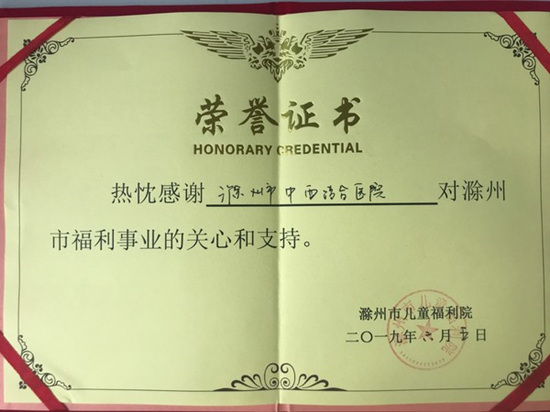 荣誉证书
HONORARY CREDENTIAL
热忱感谢 滁州市中西结合医院 对滁州
市福利事业的关心和支持。
滁州市儿童福利院
二〇一九年六月 日